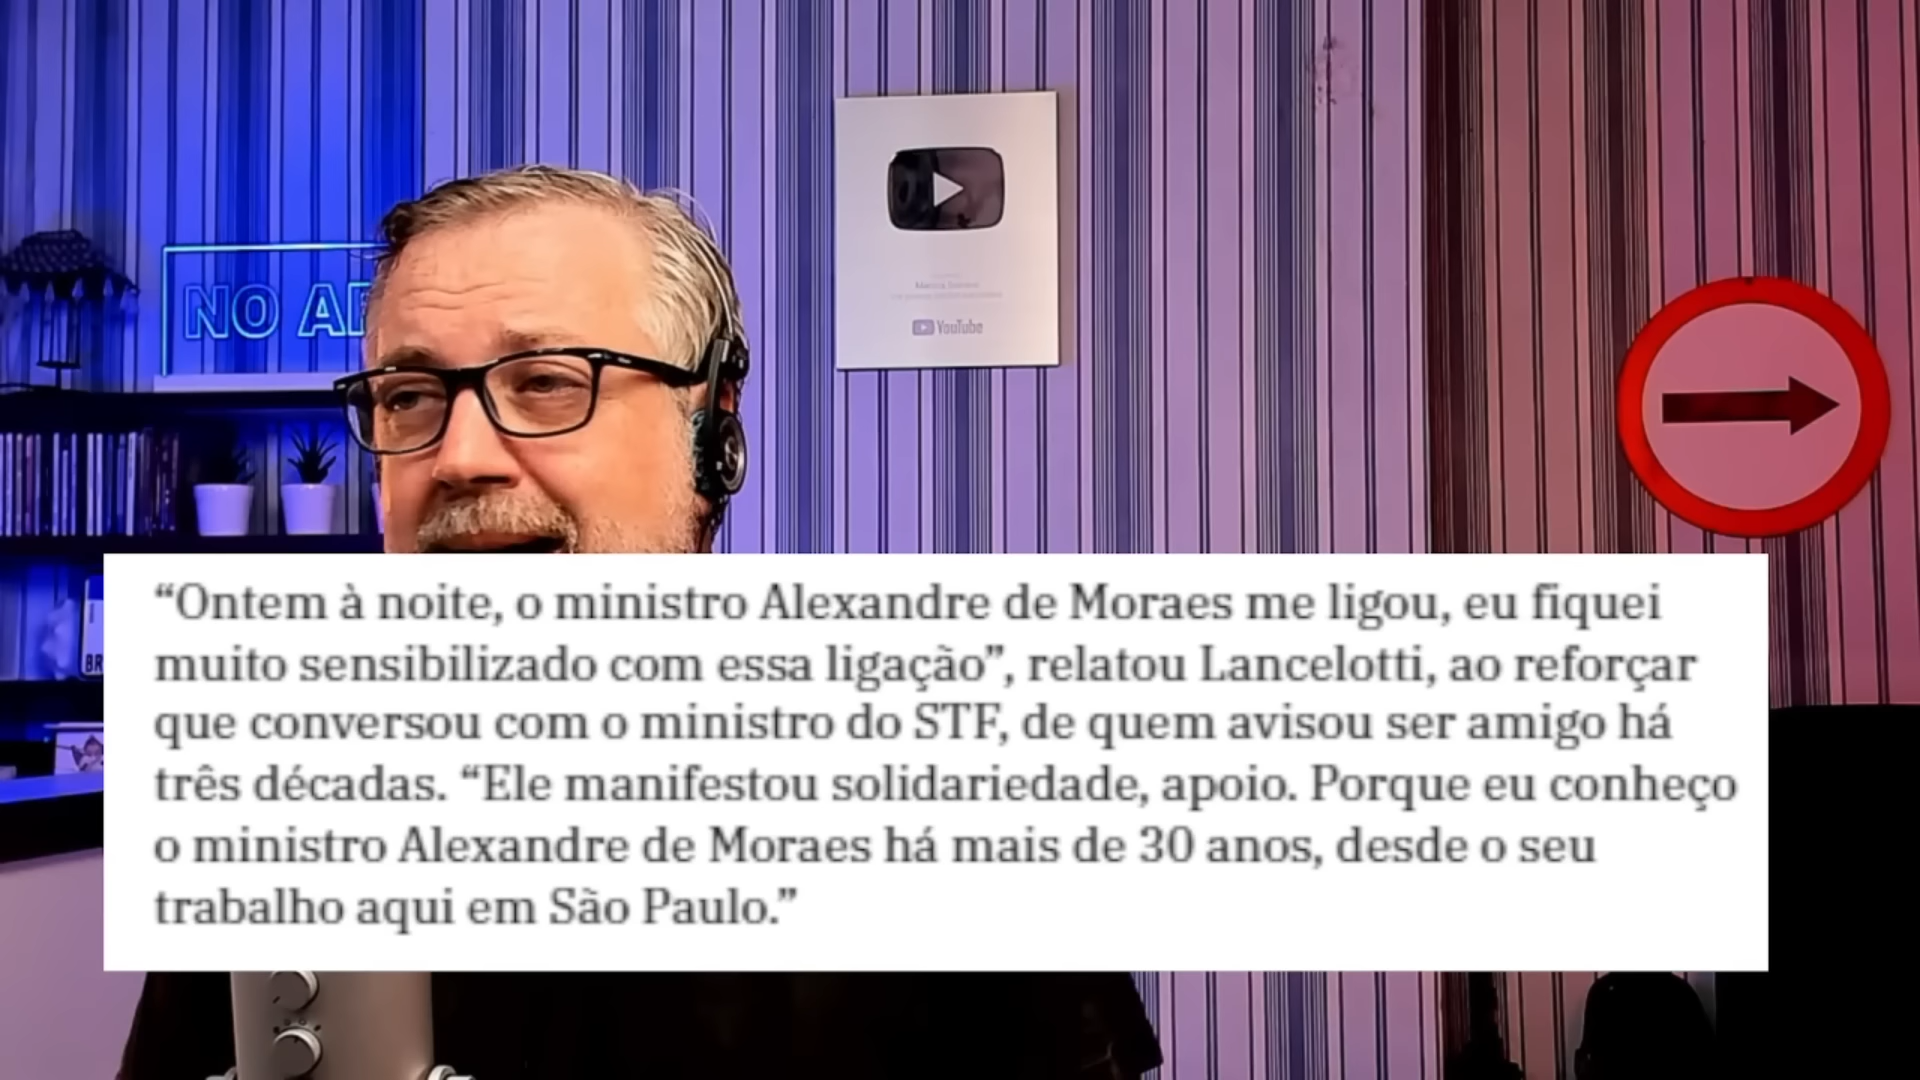 NO A
YouTube
BR
“Ontem à noite, o ministro Alexandre de Moraes me ligou, eu fiquei
muito sensibilizado com essa ligação”, relatou Lancelotti, ao reforçar
que conversou com o ministro do STF, de quem avisou ser amigo há
três décadas. “Ele manifestou solidariedade, apoio. Porque eu conheço
o ministro Alexandre de Moraes há mais de 30 anos, desde o seu
trabalho aqui em São Paulo.”